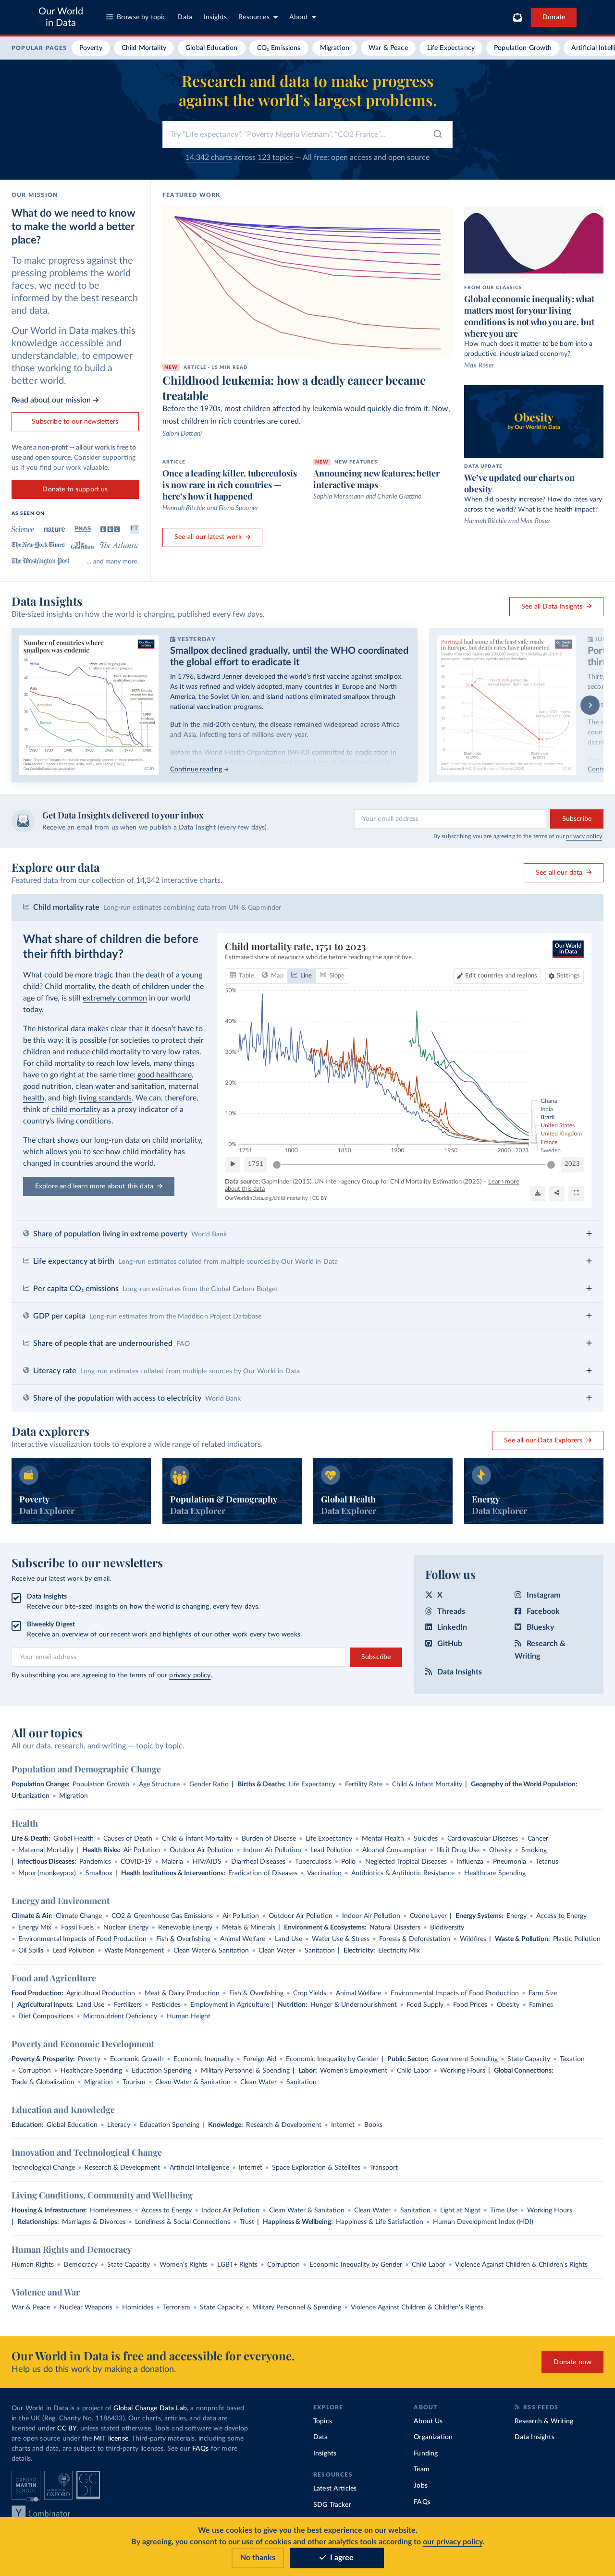 Our World
in Data
Browse by topic
Data
Insights
Resources
About
Donate
POPULAR PAGES
Poverty
Child Mortality
Global Education
CO₂ Emissions
Migration
War & Peace
Life Expectancy
Population Growth
Artificial Intelli
Research and data to make progress
against the world's largest problems.
Try "Life expectancy", "Poverty Nigeria Vietnam", "CO2 France"...
14,342 charts across 123 topics — All free: open access and open source
OUR MISSION
What do we need to know
to make the world a better
place?
To make progress against the
pressing problems the world
faces, we need to be
informed by the best research
and data.
Our World in Data makes this
knowledge accessible and
understandable, to empower
those working to build a
better world.
Read about our mission →
Subscribe to our newsletters
We are a non-profit — all our work is free to
use and open source. Consider supporting
us if you find our work valuable.
Donate to support us
AS SEEN ON
Science
nature
PNAS
BBC
FT
The New York Times
The Guardian
The Atlantic
The Washington Post
... and many more.
FEATURED WORK
NEW ARTICLE · 15 MIN READ
Childhood leukemia: how a deadly cancer became
treatable
Before the 1970s, most children affected by leukemia would quickly die from it. Now,
most children in rich countries are cured.
Saloni Dattani
ARTICLE
Once a leading killer, tuberculosis
is now rare in rich countries —
here's how it happened
Hannah Ritchie and Fiona Spooner
NEW NEW FEATURES
Announcing new features: better
interactive maps
Sophia Mersmann and Charlie Giattino
See all our latest work →
FROM OUR CLASSICS
Global economic inequality: what
matters most for your living
conditions is not who you are, but
where you are
How much does it matter to be born into a
productive, industrialized economy?
Max Roser
Obesity
by Our World in Data
DATA UPDATE
We've updated our charts on
obesity
When did obesity increase? How do rates vary
across the world? What is the health impact?
Hannah Ritchie and Max Roser
Data Insights
Bite-sized insights on how the world is changing, published every few days.
See all Data Insights →
Number of countries where
smallpox was endemic
YESTERDAY
Smallpox declined gradually, until the WHO coordinated
the global effort to eradicate it
In 1796, Edward Jenner developed the world's first vaccine against smallpox.
As it was refined and widely adopted, many countries in Europe and North
America, the Soviet Union, and island nations eliminated smallpox through
national vaccination programs.
But in the mid-20th century, the disease remained widespread across Africa
and Asia, infecting tens of millions every year.
Before the World Health Organization (WHO) committed to eradication in
Continue reading →
Portugal had some of the least safe roads
in Europe, but death rates have plummeted
Get Data Insights delivered to your inbox
Receive an email from us when we publish a Data Insight (every few days).
Your email address
Subscribe
By subscribing you are agreeing to the terms of our privacy policy.
Explore our data
Featured data from our collection of 14,342 interactive charts.
See all our data →
Child mortality rate Long-run estimates combining data from UN & Gapminder
What share of children die before
their fifth birthday?
What could be more tragic than the death of a young
child? Child mortality, the death of children under the
age of five, is still extremely common in our world
today.
The historical data makes clear that it doesn't have to
be this way: it is possible for societies to protect their
children and reduce child mortality to very low rates.
For child mortality to reach low levels, many things
have to go right at the same time: good healthcare,
good nutrition, clean water and sanitation, maternal
health, and high living standards. We can, therefore,
think of child mortality as a proxy indicator of a
country's living conditions.
The chart shows our long-run data on child mortality,
which allows you to see how child mortality has
changed in countries around the world.
Explore and learn more about this data →
Child mortality rate, 1751 to 2023
Estimated share of newborns who die before reaching the age of five.
Our World
in Data
Table
Map
Line
Slope
Edit countries and regions
Settings
50%
40%
30%
20%
10%
0%
1751
1800
1850
1900
1950
2000
2023
Ghana
India
Brazil
United States
United Kingdom
France
Sweden
1751
2023
Data source: Gapminder (2015); UN Inter-agency Group for Child Mortality Estimation (2025) – Learn more
about this data
OurWorldinData.org/child-mortality | CC BY
Share of population living in extreme poverty World Bank
Life expectancy at birth Long-run estimates collated from multiple sources by Our World in Data
Per capita CO₂ emissions Long-run estimates from the Global Carbon Budget
GDP per capita Long-run estimates from the Maddison Project Database
Share of people that are undernourished FAO
Literacy rate Long-run estimates collated from multiple sources by Our World in Data
Share of the population with access to electricity World Bank
Data explorers
Interactive visualization tools to explore a wide range of related indicators.
See all our Data Explorers →
Poverty
Data Explorer
Population & Demography
Data Explorer
Global Health
Data Explorer
Energy
Data Explorer
Subscribe to our newsletters
Receive our latest work by email.
Data Insights
Receive our bite-sized insights on how the world is changing, every few days.
Biweekly Digest
Receive an overview of our recent work and highlights of our other work every two weeks.
Your email address
Subscribe
By subscribing you are agreeing to the terms of our privacy policy.
Follow us
X
Instagram
Threads
Facebook
LinkedIn
Bluesky
GitHub
Research &
Writing
Data Insights
All our topics
All our data, research, and writing — topic by topic.
Population and Demographic Change
Population Change: Population Growth • Age Structure • Gender Ratio | Births & Deaths: Life Expectancy • Fertility Rate • Child & Infant Mortality | Geography of the World Population:
Urbanization • Migration
Health
Life & Death: Global Health • Causes of Death • Child & Infant Mortality • Burden of Disease • Life Expectancy • Mental Health • Suicides • Cardiovascular Diseases • Cancer
• Maternal Mortality | Health Risks: Air Pollution • Outdoor Air Pollution • Indoor Air Pollution • Lead Pollution • Alcohol Consumption • Illicit Drug Use • Obesity • Smoking
| Infectious Diseases: Pandemics • COVID-19 • Malaria • HIV/AIDS • Diarrheal Diseases • Tuberculosis • Polio • Neglected Tropical Diseases • Influenza • Pneumonia • Tetanus
• Mpox (monkeypox) • Smallpox | Health Institutions & Interventions: Eradication of Diseases • Vaccination • Antibiotics & Antibiotic Resistance • Healthcare Spending
Energy and Environment
Climate & Air: Climate Change • CO2 & Greenhouse Gas Emissions • Air Pollution • Outdoor Air Pollution • Indoor Air Pollution • Ozone Layer | Energy Systems: Energy • Access to Energy
• Energy Mix • Fossil Fuels • Nuclear Energy • Renewable Energy • Metals & Minerals | Environment & Ecosystems: Natural Disasters • Biodiversity
• Environmental Impacts of Food Production • Fish & Overfishing • Animal Welfare • Land Use • Water Use & Stress • Forests & Deforestation • Wildfires | Waste & Pollution: Plastic Pollution
• Oil Spills • Lead Pollution • Waste Management • Clean Water & Sanitation • Clean Water • Sanitation | Electricity: Electricity Mix
Food and Agriculture
Food Production: Agricultural Production • Meat & Dairy Production • Fish & Overfishing • Crop Yields • Animal Welfare • Environmental Impacts of Food Production • Farm Size
| Agricultural Inputs: Land Use • Fertilizers • Pesticides • Employment in Agriculture | Nutrition: Hunger & Undernourishment • Food Supply • Food Prices • Obesity • Famines
• Diet Compositions • Micronutrient Deficiency • Human Height
Poverty and Economic Development
Poverty & Prosperity: Poverty • Economic Growth • Economic Inequality • Foreign Aid • Economic Inequality by Gender | Public Sector: Government Spending • State Capacity • Taxation
• Corruption • Healthcare Spending • Education Spending • Military Personnel & Spending | Labor: Women's Employment • Child Labor • Working Hours | Global Connections:
Trade & Globalization • Migration • Tourism • Clean Water & Sanitation • Clean Water • Sanitation
Education and Knowledge
Education: Global Education • Literacy • Education Spending | Knowledge: Research & Development • Internet • Books
Innovation and Technological Change
Technological Change • Research & Development • Artificial Intelligence • Internet • Space Exploration & Satellites • Transport
Living Conditions, Community and Wellbeing
Housing & Infrastructure: Homelessness • Access to Energy • Indoor Air Pollution • Clean Water & Sanitation • Clean Water • Sanitation • Light at Night • Time Use • Working Hours
| Relationships: Marriages & Divorces • Loneliness & Social Connections • Trust | Happiness & Wellbeing: Happiness & Life Satisfaction • Human Development Index (HDI)
Human Rights and Democracy
Human Rights • Democracy • State Capacity • Women's Rights • LGBT+ Rights • Corruption • Economic Inequality by Gender • Child Labor • Violence Against Children & Children's Rights
Violence and War
War & Peace • Nuclear Weapons • Homicides • Terrorism • State Capacity • Military Personnel & Spending • Violence Against Children & Children's Rights
Our World in Data is free and accessible for everyone.
Help us do this work by making a donation.
Donate now
Our World in Data is a project of Global Change Data Lab, a nonprofit based
in the UK (Reg. Charity No. 1186433). Our charts, articles, and data are
licensed under CC BY, unless stated otherwise. Tools and software we develop
are open source under the MIT license. Third-party materials, including some
charts and data, are subject to third-party licenses. See our FAQs for more
details.
OXFORD
MARTIN
SCHOOL
UNIVERSITY OF
OXFORD
GC
DL
Y Combinator
EXPLORE
Topics
Data
Insights
RESOURCES
Latest Articles
SDG Tracker
ABOUT
About Us
Organization
Funding
Team
Jobs
FAQs
RSS FEEDS
Research & Writing
Data Insights
We use cookies to give you the best experience on our website.
By agreeing, you consent to our use of cookies and other analytics tools according to our privacy policy.
No thanks
I agree